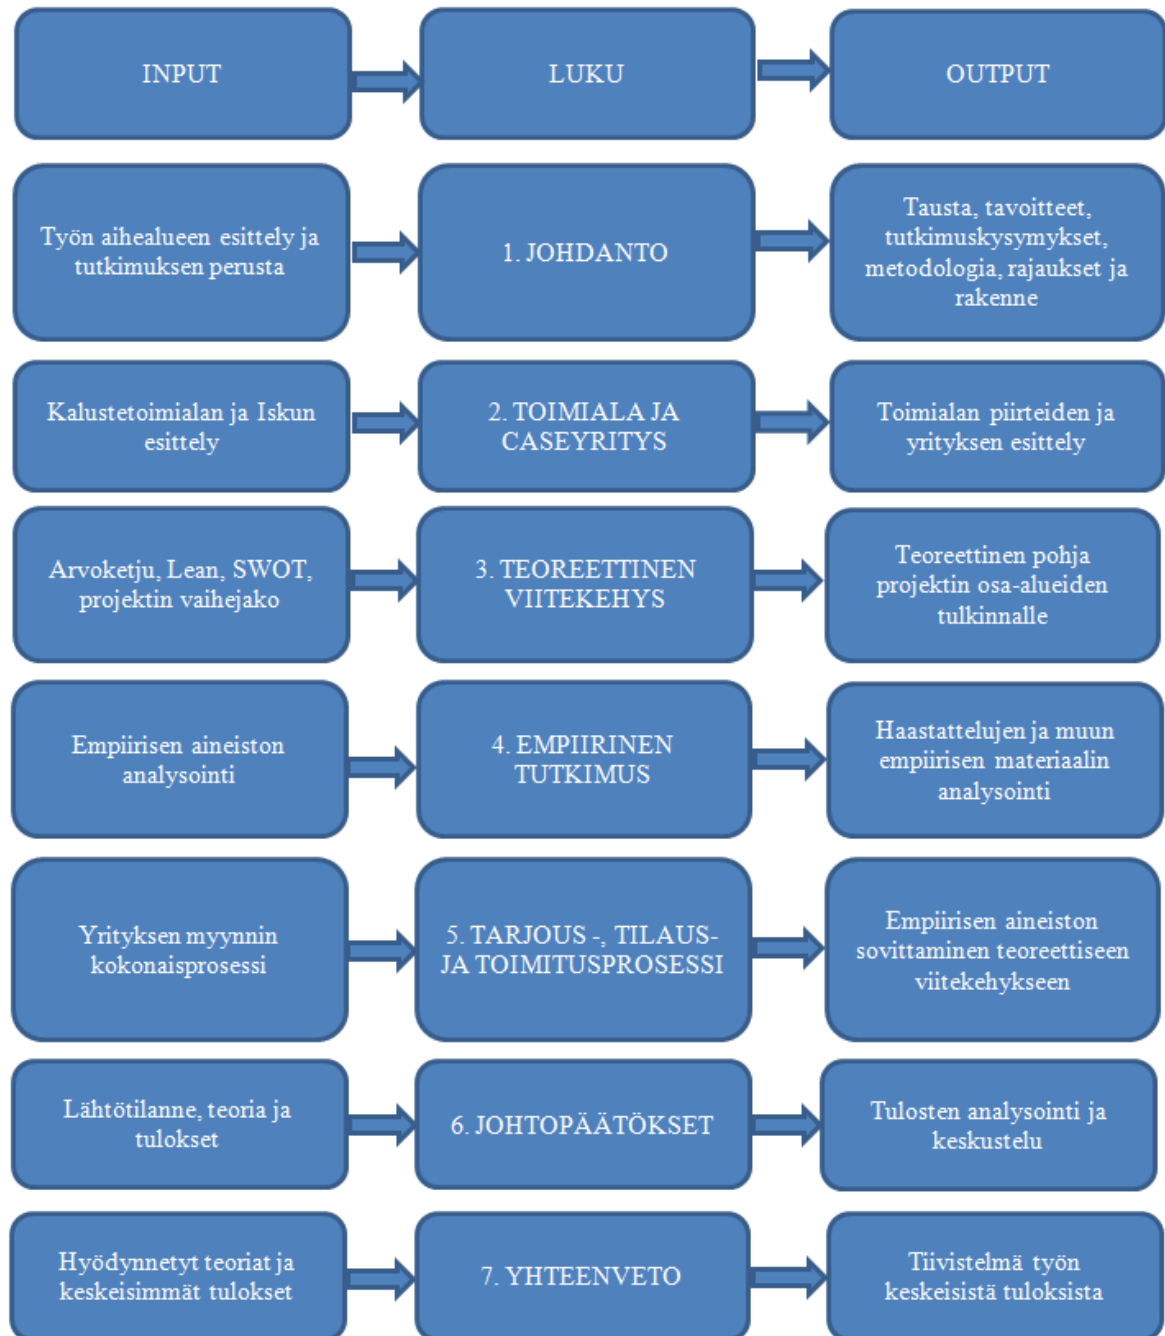 INPUT
LUKU
OUTPUT
Työn aihealueen esittely ja
tutkimuksen perusta
1. JOHDANTO
Tausta, tavoitteet,
tutkimuskysymykset,
metodologia, rajaukset ja
rakenne
Kalustetoimialan ja Iskun
esittely
2. TOIMIALA JA
CASEYRITYS
Toimialan piirteiden ja
yrityksen esittely
Arvoketju, Lean, SWOT,
projektin vaihejako
3. TEOREETTINEN
VIITEKEHYS
Teoreettinen pohja
projektin osa-alueiden
tulkinnalle
Empiirisen aineiston
analysointi
4. EMPIIRINEN
TUTKIMUS
Haastattelujen ja muun
empiirisen materiaalin
analysointi
Yrityksen myynnin
kokonaisprosessi
5. TARJOUS -, TILAUS-
JA TOIMITUSPROSESSI
Empiirisen aineiston
sovittaminen teoreettiseen
viitekehykseen
Lähtötilanne, teoria ja
tulokset
6. JOHTOPÄÄTÖKSET
Tulosten analysointi ja
keskustelu
Hyödynnetyt teoriat ja
keskeisimmät tulokset
7. YHTEENVETO
Tiivistelmä työn
keskeisistä tuloksista